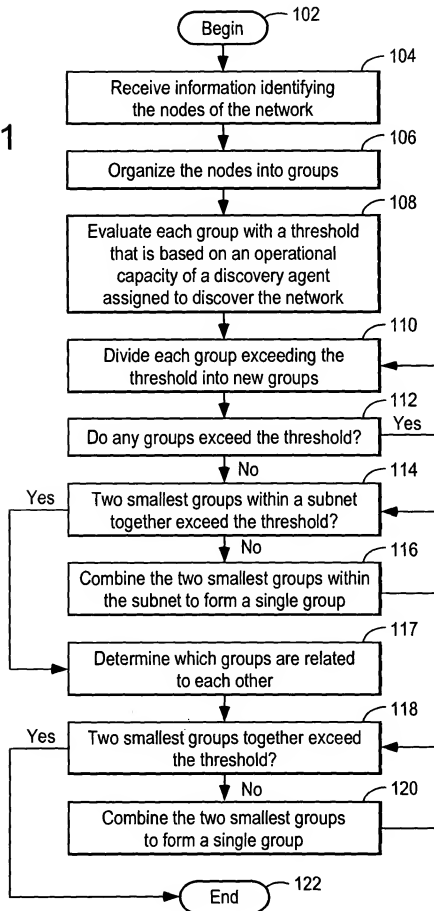 Begin
102
104
Receive information identifying
the nodes of the network
1
106
Organize the nodes into groups
108
Evaluate each group with a threshold
that is based on an operational
capacity of a discovery agent
assigned to discover the network
110
Divide each group exceeding the
threshold into new groups
112
Do any groups exceed the threshold?
Yes
No
114
Yes
Two smallest groups within a subnet
together exceed the threshold?
No
116
Combine the two smallest groups within
the subnet to form a single group
117
Determine which groups are related
to each other
118
Yes
Two smallest groups together exceed
the threshold?
No
120
Combine the two smallest groups
to form a single group
End
122